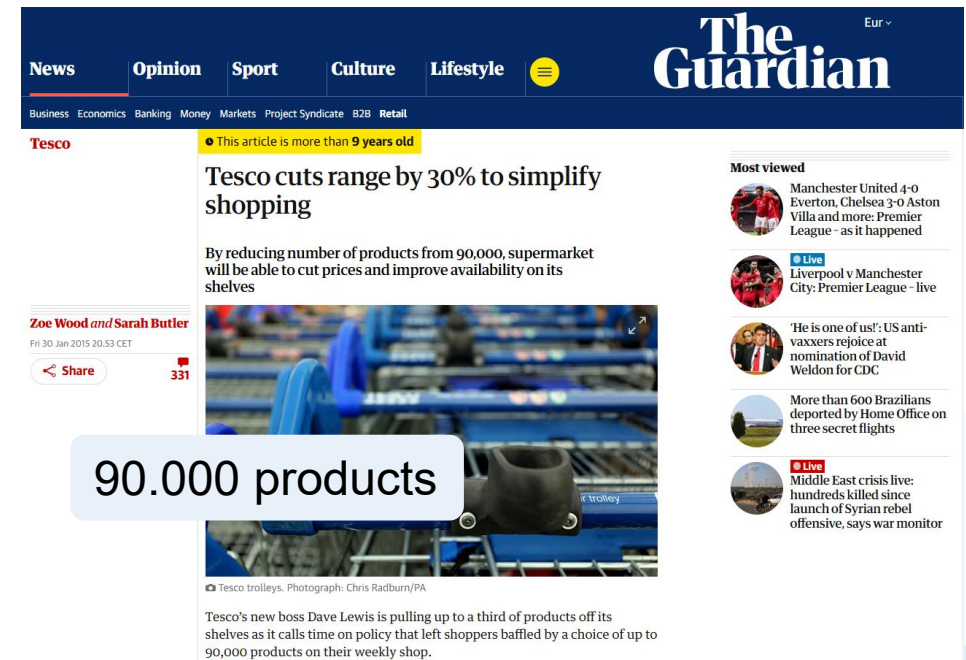 The
Guardian
Eur
News Opinion Sport Culture Lifestyle
Business Economics Banking Money Markets Project Syndicate B2B Retail
Tesco
This article is more than 9 years old
Tesco cuts range by 30% to simplify
shopping
By reducing number of products from 90,000, supermarket
will be able to cut prices and improve availability on its
shelves
Zoe Wood and Sarah Butler
Fri 30 Jan 2015 20.53 CET
Share
331
90.000 products
trolley
Tesco trolleys. Photograph: Chris Radburn/PA
Tesco's new boss Dave Lewis is pulling up to a third of products off its
shelves as it calls time on policy that left shoppers baffled by a choice of up to
90,000 products on their weekly shop.
Most viewed
Manchester United 4-0
Everton, Chelsea 3-0 Aston
Villa and more: Premier
League – as it happened
Live
Liverpool v Manchester
City: Premier League – live
'He is one of us!': US anti-
vaxxers rejoice at
nomination of David
Weldon for CDC
More than 600 Brazilians
deported by Home Office on
three secret flights
Live
Middle East crisis live:
hundreds killed since
launch of Syrian rebel
offensive, says war monitor